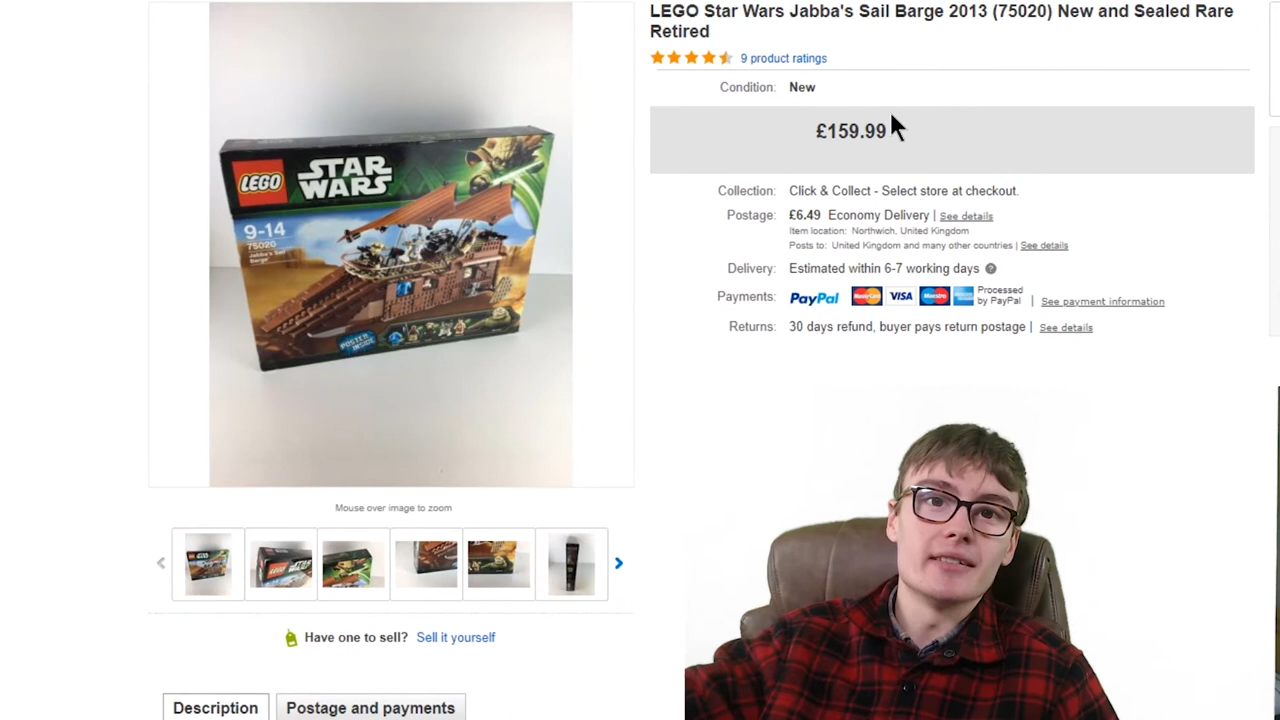 LEGO Star Wars Jabba's Sail Barge 2013 (75020) New and Sealed Rare
Retired
9 product ratings
Condition: New
£159.99
Collection: Click & Collect - Select store at checkout.
Postage: £6.49 Economy Delivery | See details
Item location: Northwich, United Kingdom
Posts to: United Kingdom and many other countries | See details
Delivery: Estimated within 6-7 working days
Payments: PayPal MasterCard VISA Maestro Processed
by PayPal | See payment information
Returns: 30 days refund, buyer pays return postage | See details
LEGO STAR
WARS
9-14
75020
Jabba's Sail
Barge
POSTER
INSIDE
Mouse over image to zoom
Have one to sell? Sell it yourself
Description Postage and payments